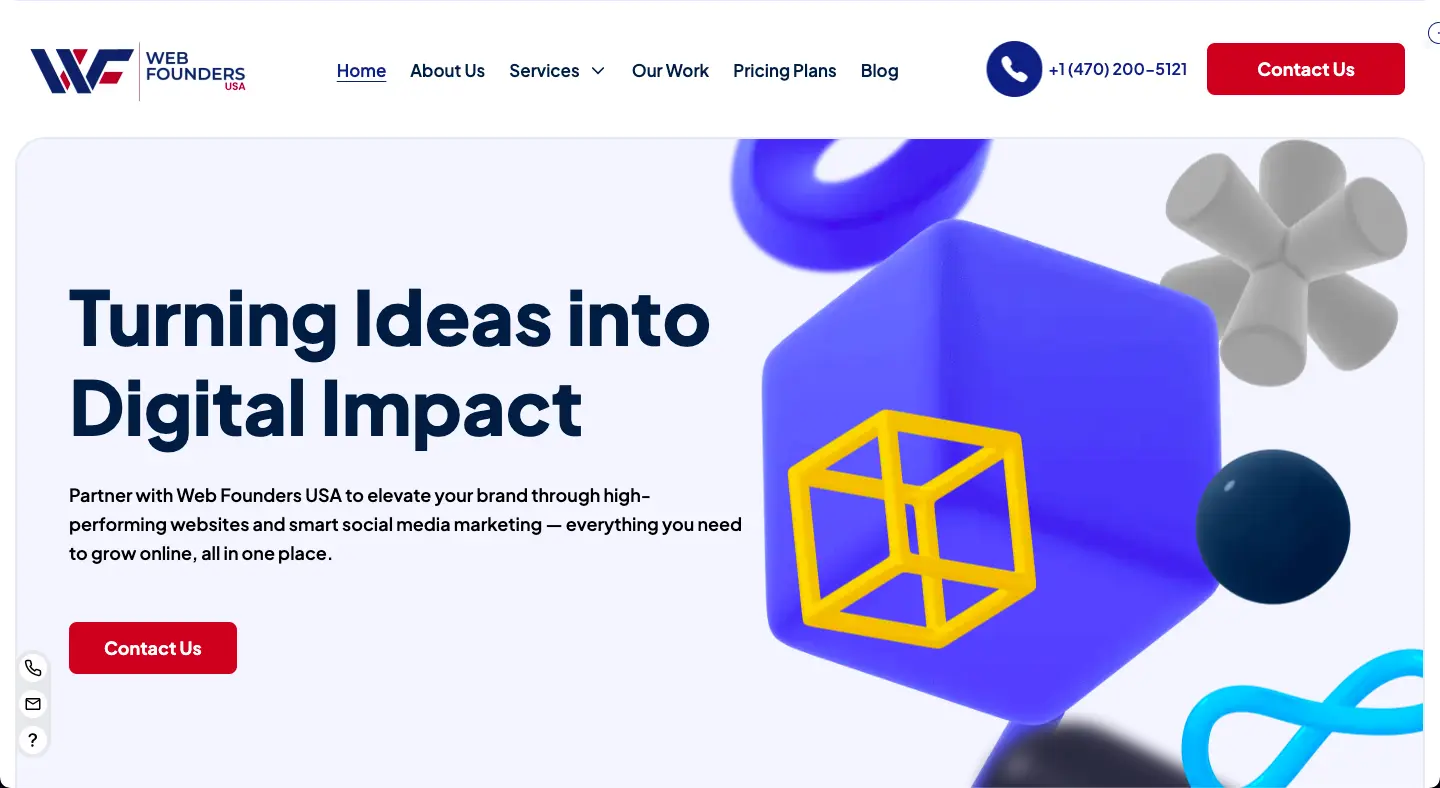 WEB
FOUNDERS
USA
Home
About Us
Services
Our Work
Pricing Plans
Blog
+1 (470) 200-5121
Contact Us
Turning Ideas into
Digital Impact
Partner with Web Founders USA to elevate your brand through high-
performing websites and smart social media marketing — everything you need
to grow online, all in one place.
Contact Us
?